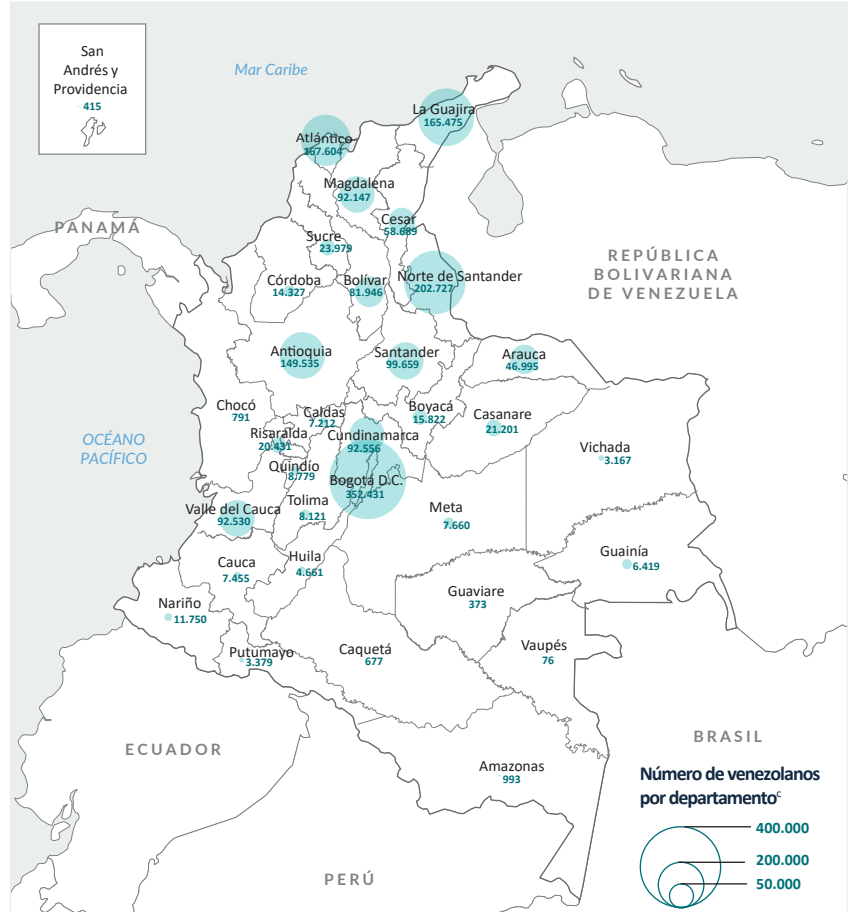 San
Andrés y
Providencia
415
Mar Caribe
La Guajira
165.475
Atlántico
167.604
Magdalena
92.147
Cesar
58.689
PANAMÁ
Sucre
23.979
REPÚBLICA
BOLIVARIANA
DE VENEZUELA
Córdoba
14.327
Bolívar
81.946
Norte de Santander
202.727
Antioquia
149.535
Santander
99.659
Arauca
46.995
Chocó
791
Caldas
7.212
Boyacá
15.822
Casanare
21.201
OCÉANO
PACÍFICO
Risaralda
20.431
Cundinamarca
92.556
Vichada
3.167
Quindío
8.779
Bogotá D.C.
352.431
Valle del Cauca
92.530
Tolima
8.121
Meta
7.660
Cauca
7.455
Huila
4.661
Guainía
6.419
Nariño
11.750
Guaviare
373
Putumayo
3.379
Caquetá
677
Vaupés
76
ECUADOR
BRASIL
Amazonas
993
PERÚ
Número de venezolanos
por departamentoᶜ
400.000
200.000
50.000